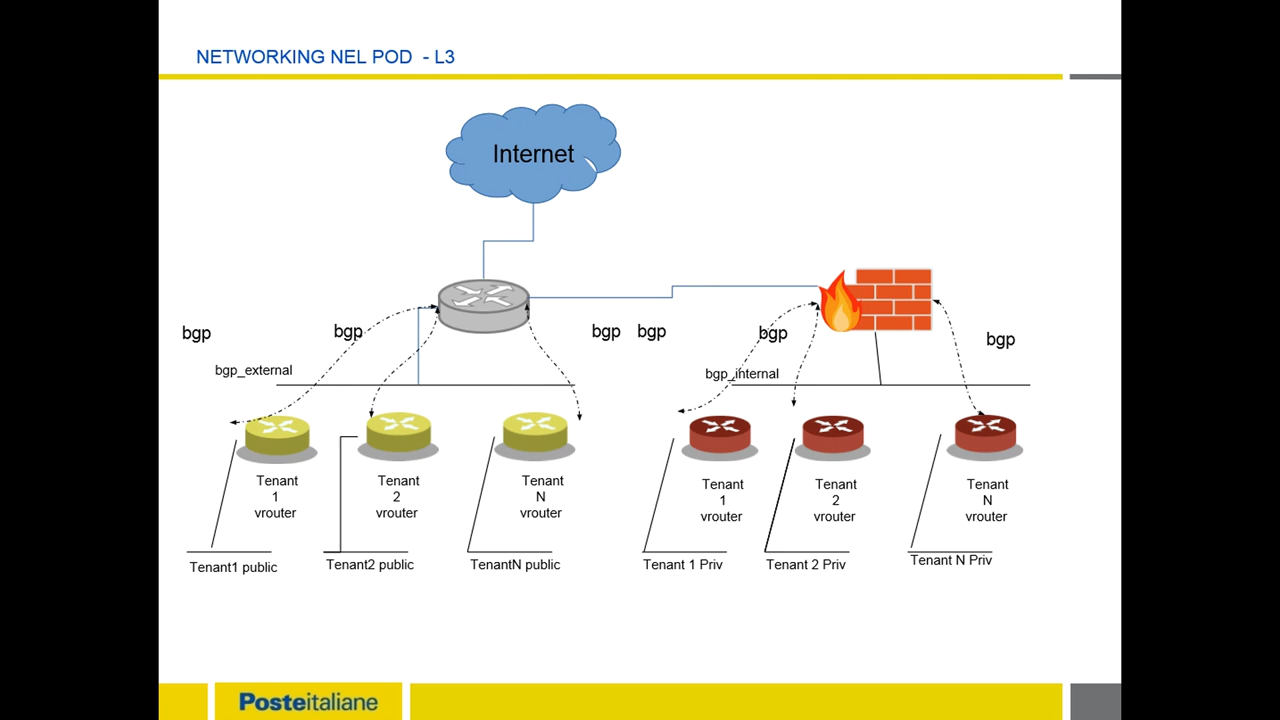 NETWORKING NEL POD - L3
Internet
bgp
bgp
bgp
bgp
bgp
bgp
bgp_external
bgp_internal
Tenant
1
vrouter
Tenant
2
vrouter
Tenant
N
vrouter
Tenant
1
vrouter
Tenant
2
vrouter
Tenant
N
vrouter
Tenant1 public
Tenant2 public
TenantN public
Tenant 1 Priv
Tenant 2 Priv
Tenant N Priv
Posteitaliane